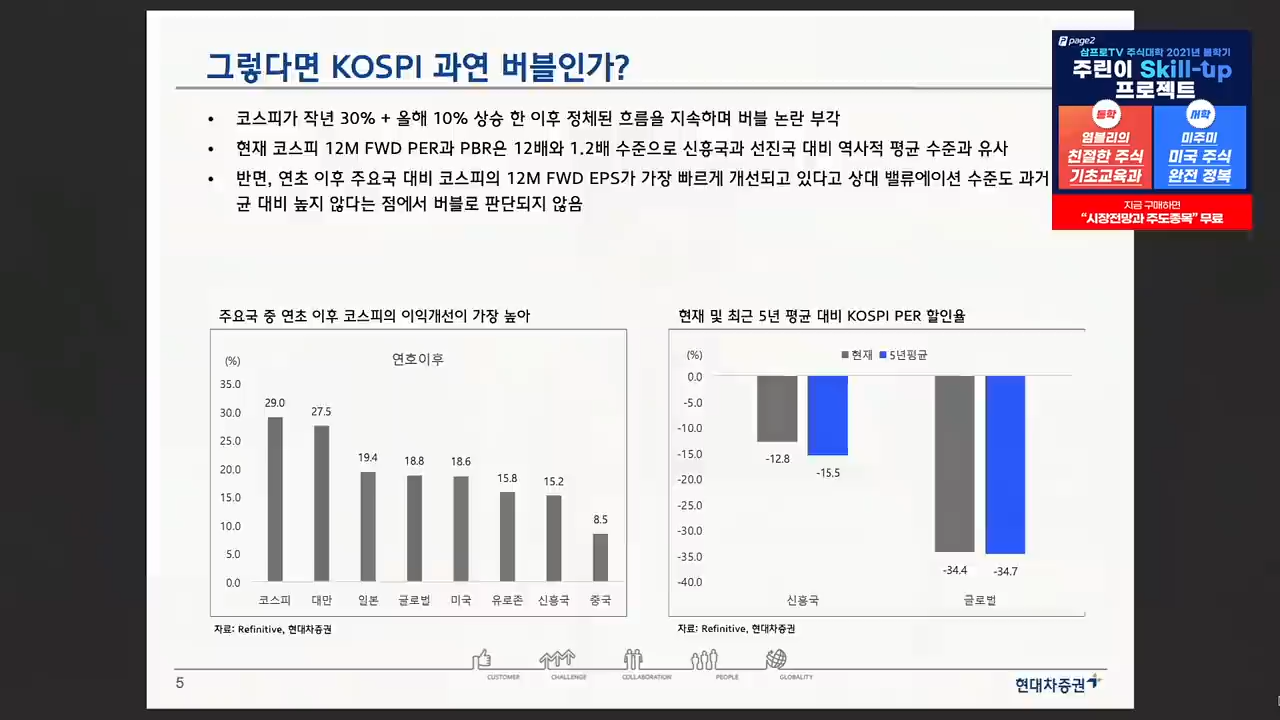 그렇다면 KOSPI 과연 버블인가?
page2
삼프로TV 주식대학 2021년 봄학기
주린이 Skill-up
프로젝트
동학
염블리의
친절한 주식
기초교육과
서학
미주미
미국 주식
완전 정복
지금 구매하면
"시장전망과 주도종목" 무료
• 코스피가 작년 30% + 올해 10% 상승 한 이후 정체된 흐름을 지속하며 버블 논란 부각
• 현재 코스피 12M FWD PER과 PBR은 12배와 1.2배 수준으로 신흥국과 선진국 대비 역사적 평균 수준과 유사
• 반면, 연초 이후 주요국 대비 코스피의 12M FWD EPS가 가장 빠르게 개선되고 있다고 상대 밸류에이션 수준도 과거
균 대비 높지 않다는 점에서 버블로 판단되지 않음
주요국 중 연초 이후 코스피의 이익개선이 가장 높아
(%)
연호이후
35.0
30.0
25.0
20.0
15.0
10.0
5.0
0.0
29.0
27.5
19.4
18.8
18.6
15.8
15.2
8.5
코스피 대만 일본 글로벌 미국 유로존 신흥국 중국
자료: Refinitive, 현대차증권
현재 및 최근 5년 평균 대비 KOSPI PER 할인율
(%)
현재 5년평균
0.0
-5.0
-10.0
-15.0
-20.0
-25.0
-30.0
-35.0
-40.0
-12.8
-15.5
-34.4
-34.7
신흥국 글로벌
자료: Refinitive, 현대차증권
5
CUSTOMER CHALLENGE COLLABORATION PEOPLE GLOBALITY
현대차증권